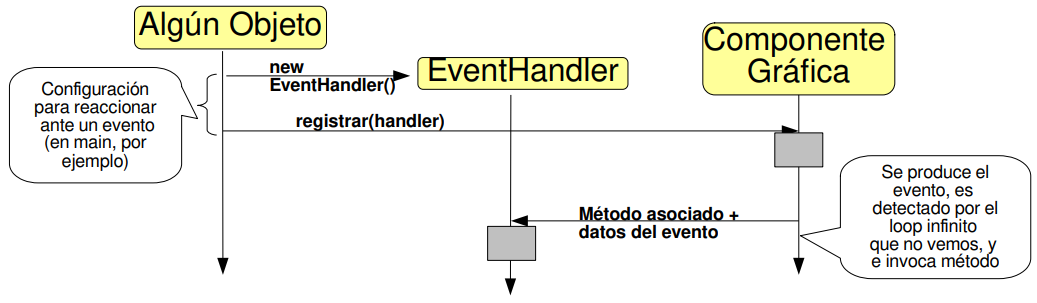 Algún Objeto
Componente
Gráfica
new
EventHandler()
EventHandler
Configuración
para reaccionar
ante un evento
(en main, por
ejemplo)
registrar(handler)
Método asociado +
datos del evento
Se produce el
evento, es
detectado por el
loop infinito
que no vemos, y
e invoca método